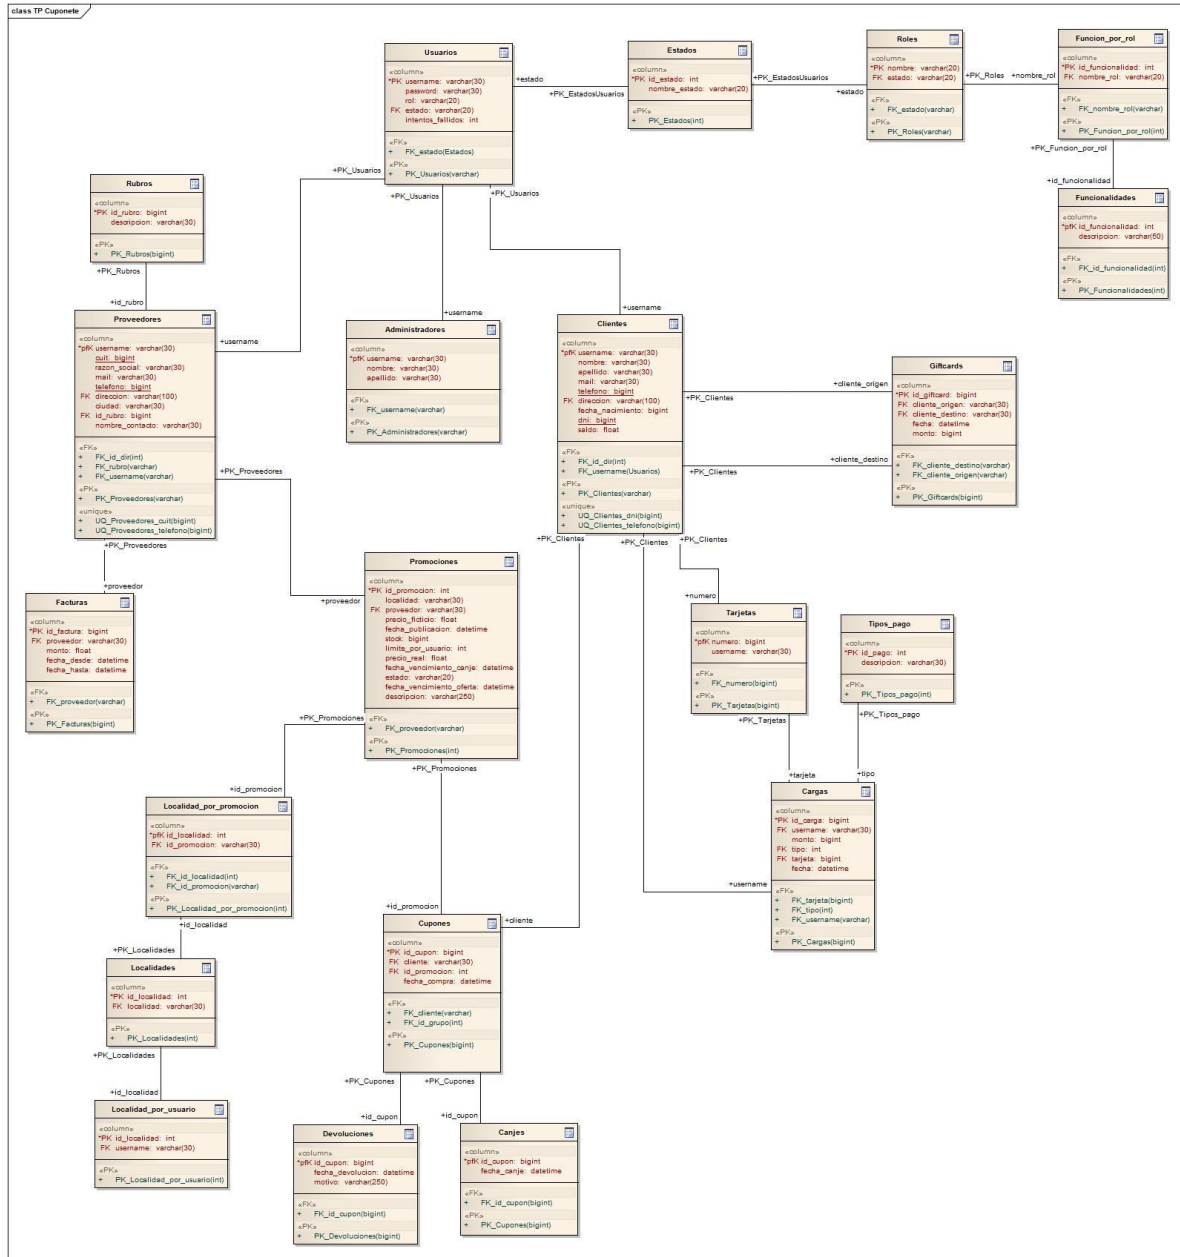 class TP Cuponete
Usuarios
«column»
*PK username: varchar(30)
password: varchar(30)
rol: varchar(20)
FK estado: varchar(20)
intentos_fallidos: int
«FK»
+ FK_estado(Estados)
«PK»
+ PK_Usuarios(varchar)
+estado
+PK_EstadosUsuarios
Estados
«column»
*PK id_estado: int
nombre_estado: varchar(20)
«PK»
+ PK_Estados(int)
+PK_EstadosUsuarios
+estado
Roles
«column»
*PK nombre: varchar(20)
FK estado: varchar(20)
«FK»
+ FK_estado(varchar)
«PK»
+ PK_Roles(varchar)
+PK_Roles
+nombre_rol
Funcion_por_rol
«column»
*PK id_funcionalidad: int
FK nombre_rol: varchar(20)
«FK»
+ FK_nombre_rol(varchar)
«PK»
+ PK_Funcion_por_rol(int)
+PK_Funcion_por_rol
+id_funcionalidad
Funcionalidades
«column»
*pfK id_funcionalidad: int
descripcion: varchar(50)
«FK»
+ FK_id_funcionalidad(int)
«PK»
+ PK_Funcionalidades(int)
+PK_Usuarios
+PK_Usuarios
+PK_Usuarios
Rubros
«column»
*PK id_rubro: bigint
descripcion: varchar(30)
«PK»
+ PK_Rubros(bigint)
+PK_Rubros
+id_rubro
Proveedores
«column»
*pfK username: varchar(30)
cuit: bigint
razon_social: varchar(30)
mail: varchar(30)
telefono: bigint
FK direccion: varchar(100)
ciudad: varchar(30)
FK id_rubro: bigint
nombre_contacto: varchar(30)
«FK»
+ FK_id_dir(int)
+ FK_rubro(varchar)
+ FK_username(varchar)
«PK»
+ PK_Proveedores(varchar)
«unique»
+ UQ_Proveedores_cuit(bigint)
+ UQ_Proveedores_telefono(bigint)
+username
+PK_Proveedores
+PK_Proveedores
+proveedor
+username
Administradores
«column»
*pfK username: varchar(30)
nombre: varchar(30)
apellido: varchar(30)
«FK»
+ FK_username(varchar)
«PK»
+ PK_Administradores(varchar)
+username
Clientes
«column»
*pfK username: varchar(30)
nombre: varchar(30)
apellido: varchar(30)
mail: varchar(30)
telefono: bigint
FK direccion: varchar(100)
fecha_nacimiento: bigint
dni: bigint
saldo: float
«FK»
+ FK_id_dir(int)
+ FK_username(Usuarios)
«PK»
+ PK_Clientes(varchar)
«unique»
+ UQ_Clientes_dni(bigint)
+ UQ_Clientes_telefono(bigint)
+PK_Clientes
+cliente_origen
+PK_Clientes
+cliente_destino
Giftcards
«column»
*PK id_giftcard: bigint
FK cliente_origen: varchar(30)
FK cliente_destino: varchar(30)
fecha: datetime
monto: bigint
«FK»
+ FK_cliente_destino(varchar)
+ FK_cliente_origen(varchar)
«PK»
+ PK_Giftcards(bigint)
+PK_Clientes
+PK_Clientes
+PK_Clientes
+numero
Facturas
«column»
*PK id_factura: bigint
FK proveedor: varchar(30)
monto: float
fecha_desde: datetime
fecha_hasta: datetime
«FK»
+ FK_proveedor(varchar)
«PK»
+ PK_Facturas(bigint)
+proveedor
Promociones
«column»
*PK id_promocion: int
localidad: varchar(30)
FK proveedor: varchar(30)
precio_ficticio: float
fecha_publicacion: datetime
stock: bigint
limite_por_usuario: int
precio_real: float
fecha_vencimiento_canje: datetime
estado: varchar(20)
fecha_vencimiento_oferta: datetime
descripcion: varchar(250)
«FK»
+ FK_proveedor(varchar)
«PK»
+ PK_Promociones(int)
+PK_Promociones
+PK_Promociones
Tarjetas
«column»
*pfK numero: bigint
username: varchar(30)
«FK»
+ FK_numero(bigint)
«PK»
+ PK_Tarjetas(bigint)
+PK_Tarjetas
+tarjeta
Tipos_pago
«column»
*PK id_pago: int
descripcion: varchar(30)
«PK»
+ PK_Tipos_pago(int)
+PK_Tipos_pago
+tipo
Cargas
«column»
*PK id_carga: bigint
FK username: varchar(30)
monto: bigint
FK tipo: int
FK tarjeta: bigint
fecha: datetime
«FK»
+ FK_tarjeta(bigint)
+ FK_tipo(int)
+ FK_username(varchar)
«PK»
+ PK_Cargas(bigint)
+username
+id_promocion
Localidad_por_promocion
«column»
*pfK id_localidad: int
FK id_promocion: varchar(30)
«FK»
+ FK_id_localidad(int)
+ FK_id_promocion(varchar)
«PK»
+ PK_Localidad_por_promocion(int)
+id_localidad
+PK_Localidades
Localidades
«column»
*PK id_localidad: int
FK localidad: varchar(30)
«PK»
+ PK_Localidades(int)
+PK_Localidades
+id_localidad
Localidad_por_usuario
«column»
*PK id_localidad: int
FK username: varchar(30)
«PK»
+ PK_Localidad_por_usuario(int)
+id_promocion
+cliente
Cupones
«column»
*PK id_cupon: bigint
FK cliente: varchar(30)
FK id_promocion: int
fecha_compra: datetime
«FK»
+ FK_cliente(varchar)
+ FK_id_grupo(int)
«PK»
+ PK_Cupones(bigint)
+PK_Cupones
+PK_Cupones
+id_cupon
+id_cupon
Devoluciones
«column»
*pfK id_cupon: bigint
fecha_devolucion: datetime
motivo: varchar(250)
«FK»
+ FK_id_cupon(bigint)
«PK»
+ PK_Devoluciones(bigint)
Canjes
«column»
*pfK id_cupon: bigint
fecha_canje: datetime
«FK»
+ FK_id_cupon(bigint)
«PK»
+ PK_Cupones(bigint)